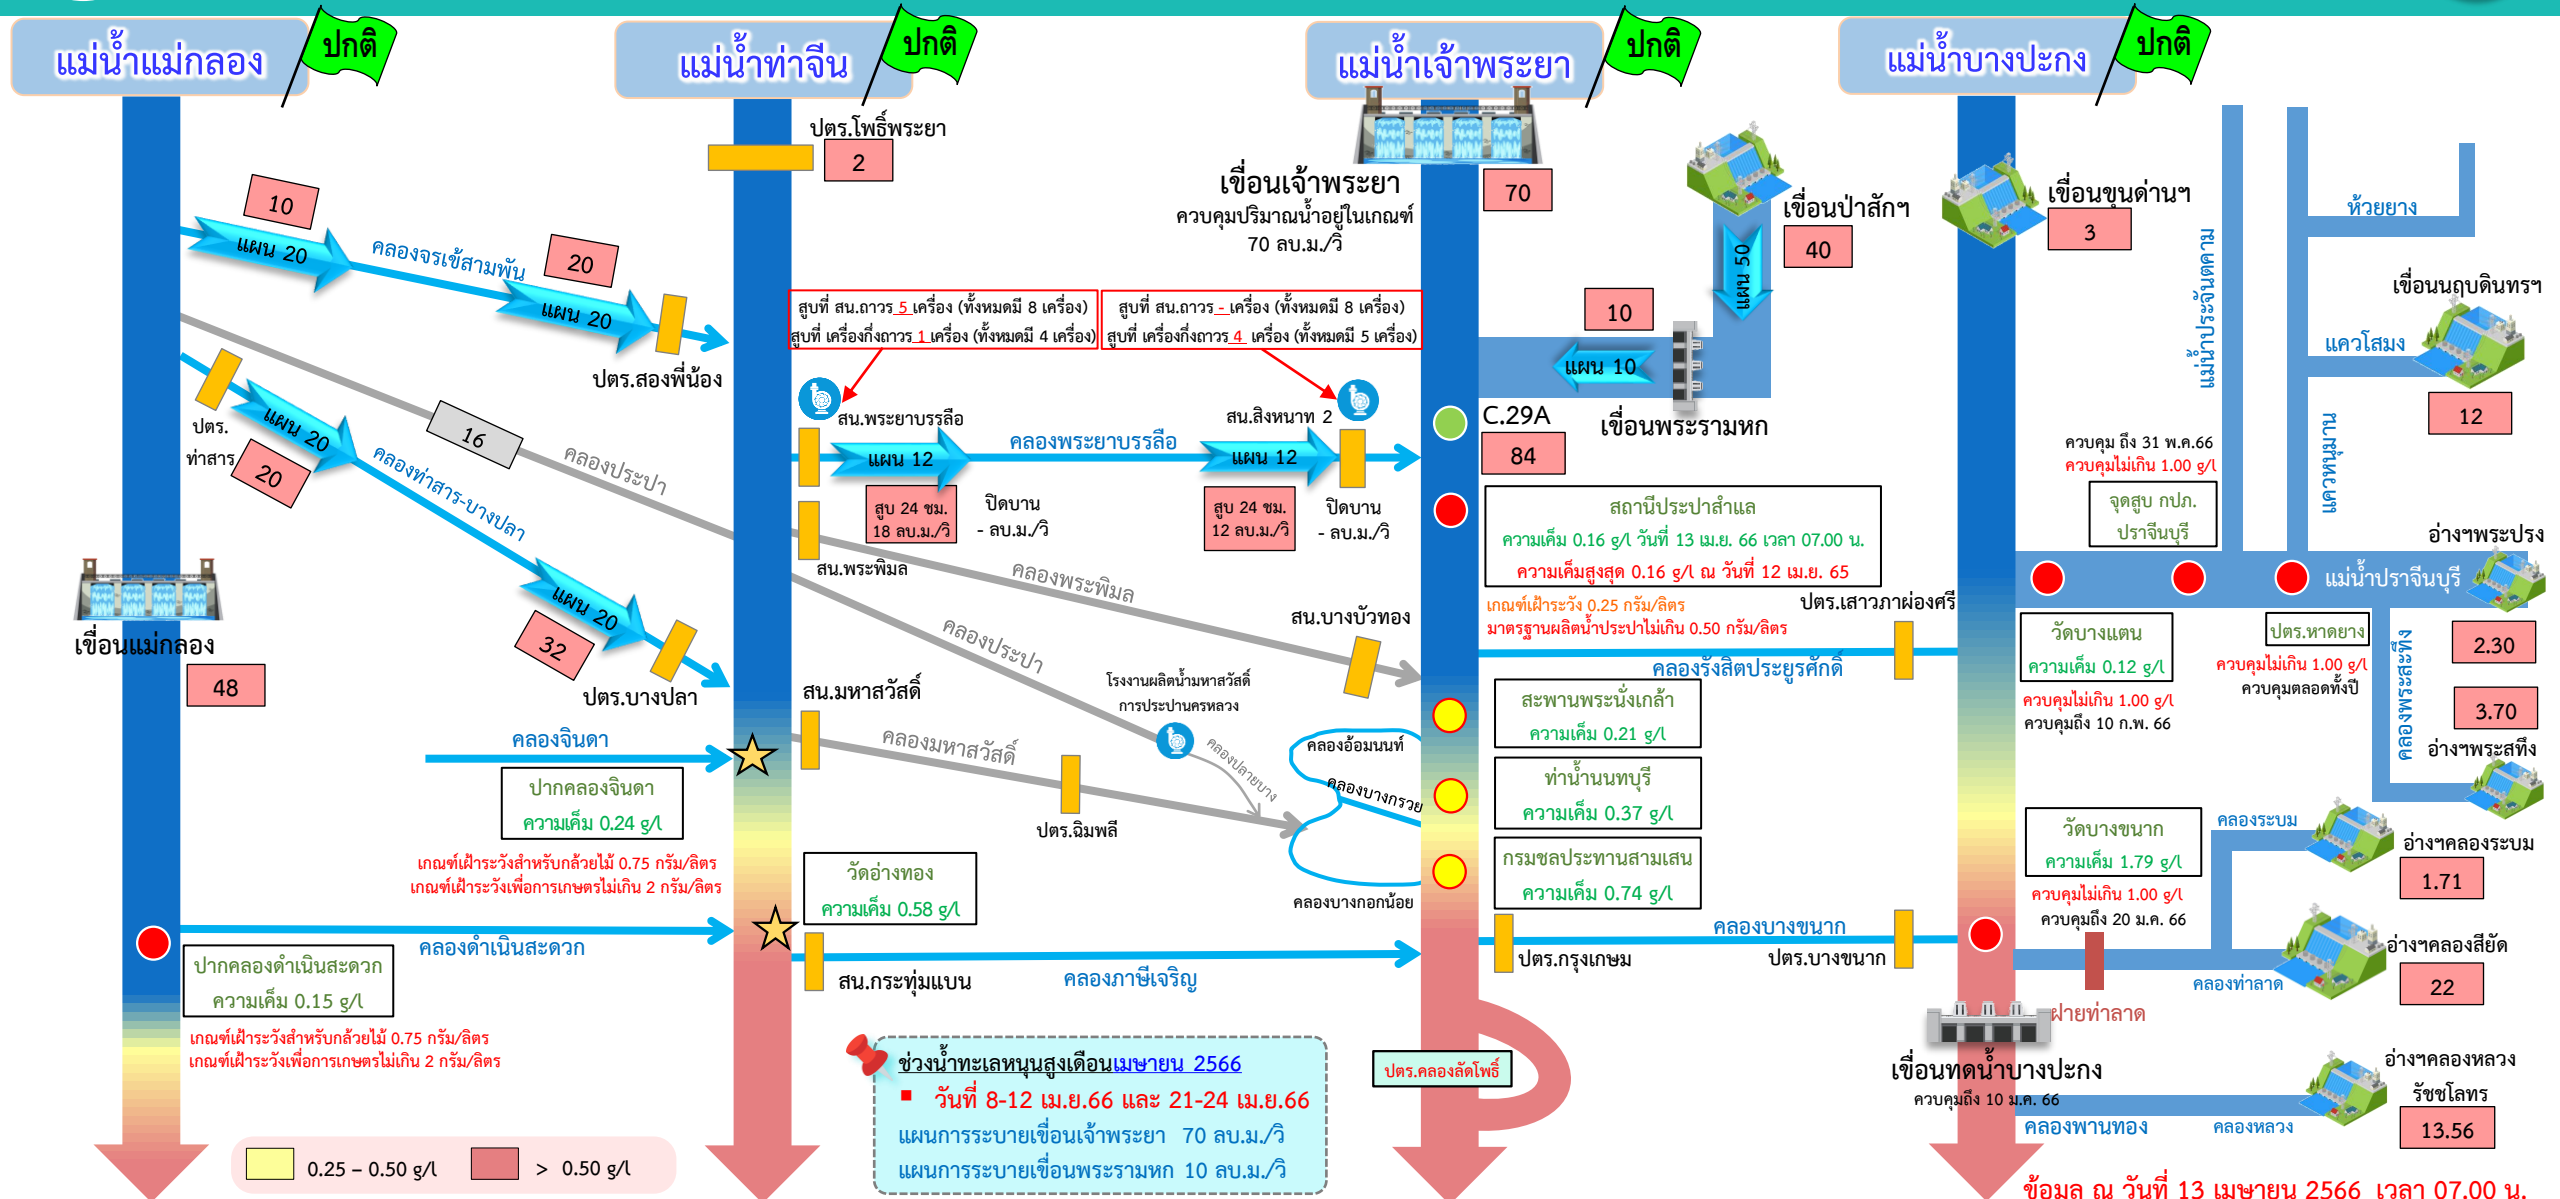 แม่น้ำแม่กลอง
ปกติ
แม่น้ำท่าจีน
ปกติ
แม่น้ำเจ้าพระยา
ปกติ
แม่น้ำบางปะกง
ปกติ
10
แผน 20
คลองจรเข้สามพัน
20
แผน 20
ปตร.สองพี่น้อง
ปตร.
ท่าสาร
แผน 20
20
16
คลองประปา
คลองท่าสาร-บางปลา
แผน 20
32
ปตร.บางปลา
เขื่อนแม่กลอง
48
คลองจินดา
ปากคลองจินดา
ความเค็ม 0.24 g/l
เกณฑ์เฝ้าระวังสำหรับกล้วยไม้ 0.75 กรัม/ลิตร
เกณฑ์เฝ้าระวังเพื่อการเกษตรไม่เกิน 2 กรัม/ลิตร
คลองดำเนินสะดวก
ปากคลองดำเนินสะดวก
ความเค็ม 0.15 g/l
เกณฑ์เฝ้าระวังสำหรับกล้วยไม้ 0.75 กรัม/ลิตร
เกณฑ์เฝ้าระวังเพื่อการเกษตรไม่เกิน 2 กรัม/ลิตร
0.25 – 0.50 g/l
> 0.50 g/l
ปตร.โพธิ์พระยา
2
สูบที่ สน.ถาวร 5 เครื่อง (ทั้งหมดมี 8 เครื่อง)
สูบที่ เครื่องกึ่งถาวร 1 เครื่อง (ทั้งหมดมี 4 เครื่อง)
สูบที่ สน.ถาวร - เครื่อง (ทั้งหมดมี 8 เครื่อง)
สูบที่ เครื่องกึ่งถาวร 4 เครื่อง (ทั้งหมดมี 5 เครื่อง)
สน.พระยาบรรลือ
แผน 12
คลองพระยาบรรลือ
สน.สิงหนาท 2
แผน 12
สูบ 24 ชม.
18 ลบ.ม./วิ
ปิดบาน
- ลบ.ม./วิ
สูบ 24 ชม.
12 ลบ.ม./วิ
ปิดบาน
- ลบ.ม./วิ
สน.พระพิมล
คลองพระพิมล
สน.บางบัวทอง
คลองประปา
โรงงานผลิตน้ำมหาสวัสดิ์
การประปานครหลวง
สน.มหาสวัสดิ์
คลองมหาสวัสดิ์
คลองปลายบาง
ปตร.ฉิมพลี
คลองอ้อมนนท์
คลองบางกรวย
คลองบางกอกน้อย
วัดอ่างทอง
ความเค็ม 0.58 g/l
สน.กระทุ่มแบน
คลองภาษีเจริญ
ช่วงน้ำทะเลหนุนสูงเดือนเมษายน 2566
▪ วันที่ 8-12 เม.ย.66 และ 21-24 เม.ย.66
แผนการระบายเขื่อนเจ้าพระยา 70 ลบ.ม./วิ
แผนการระบายเขื่อนพระรามหก 10 ลบ.ม./วิ
เขื่อนเจ้าพระยา
ควบคุมปริมาณน้ำอยู่ในเกณฑ์
70 ลบ.ม./วิ
70
เขื่อนป่าสักฯ
40
แผน 50
10
แผน 10
เขื่อนพระรามหก
C.29A
84
สถานีประปาสำแล
ความเค็ม 0.16 g/l วันที่ 13 เม.ย. 66 เวลา 07.00 น.
ความเค็มสูงสุด 0.16 g/l ณ วันที่ 12 เม.ย. 65
เกณฑ์เฝ้าระวัง 0.25 กรัม/ลิตร
มาตรฐานผลิตน้ำประปาไม่เกิน 0.50 กรัม/ลิตร
ปตร.เสาวภาผ่องศรี
คลองรังสิตประยูรศักดิ์
สะพานพระนั่งเกล้า
ความเค็ม 0.21 g/l
ท่าน้ำนนทบุรี
ความเค็ม 0.37 g/l
กรมชลประทานสามเสน
ความเค็ม 0.74 g/l
คลองบางขนาก
ปตร.กรุงเกษม
ปตร.บางขนาก
ปตร.คลองลัดโพธิ์
เขื่อนขุนด่านฯ
3
แม่น้ำประจันตคาม
ห้วยยาง
เขื่อนนฤบดินทรฯ
แควโสมง
12
แควหนุมาน
ควบคุม ถึง 31 พ.ค.66
ควบคุมไม่เกิน 1.00 g/l
จุดสูบ กปภ.
ปราจีนบุรี
อ่างฯพระปรง
แม่น้ำปราจีนบุรี
2.30
วัดบางแตน
ความเค็ม 0.12 g/l
ควบคุมไม่เกิน 1.00 g/l
ควบคุมถึง 10 ก.พ. 66
ปตร.หาดยาง
ควบคุมไม่เกิน 1.00 g/l
ควบคุมตลอดทั้งปี
คลองพระสะทึง
3.70
อ่างฯพระสทึง
วัดบางขนาก
ความเค็ม 1.79 g/l
ควบคุมไม่เกิน 1.00 g/l
ควบคุมถึง 20 ม.ค. 66
คลองระบม
อ่างฯคลองระบม
1.71
อ่างฯคลองสียัด
22
คลองท่าลาด
ฝายท่าลาด
เขื่อนทดน้ำบางปะกง
ควบคุมถึง 10 ม.ค. 66
คลองพานทอง
คลองหลวง
อ่างฯคลองหลวง
รัชชโลทร
13.56
ข้อมูล ณ วันที่ 13 เมษายน 2566 เวลา 07.00 น.